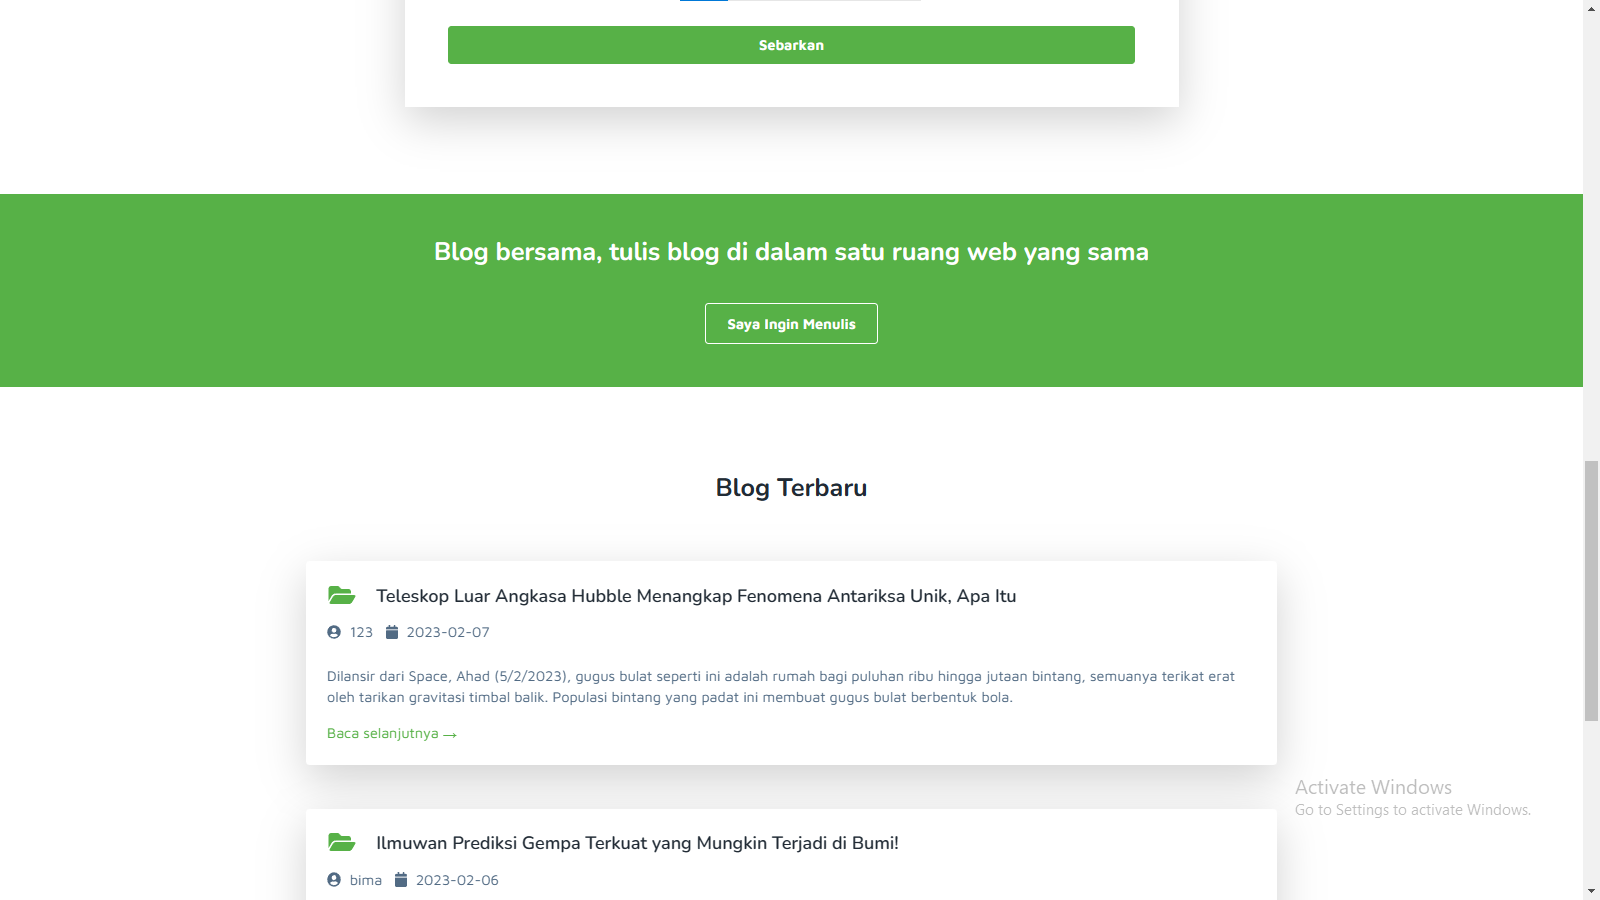 Sebarkan
Blog bersama, tulis blog di dalam satu ruang web yang sama
Saya Ingin Menulis
Blog Terbaru
Teleskop Luar Angkasa Hubble Menangkap Fenomena Antariksa Unik, Apa Itu
123 2023-02-07
Dilansir dari Space, Ahad (5/2/2023), gugus bulat seperti ini adalah rumah bagi puluhan ribu hingga jutaan bintang, semuanya terikat erat
oleh tarikan gravitasi timbal balik. Populasi bintang yang padat ini membuat gugus bulat berbentuk bola.
Baca selanjutnya →
Activate Windows
Go to Settings to activate Windows.
Ilmuwan Prediksi Gempa Terkuat yang Mungkin Terjadi di Bumi!
bima 2023-02-06